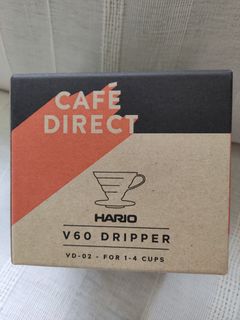 CAFÉ
DIRECT
HARIO
V60 DRIPPER
VD-02 - FOR 1-4 CUPS